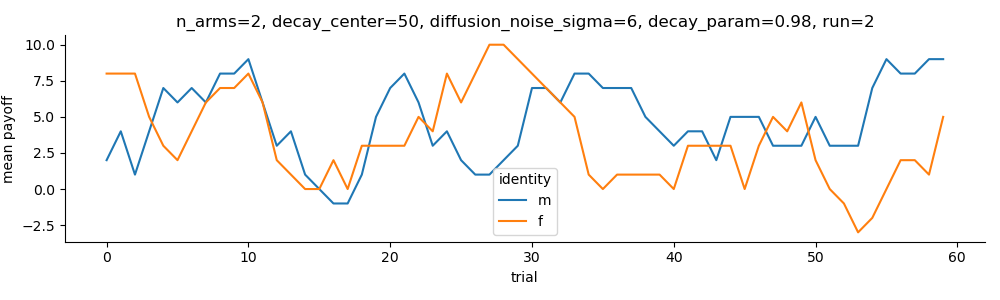 n_arms=2, decay_center=50, diffusion_noise_sigma=6, decay_param=0.98, run=2
10.0
7.5
5.0
2.5
0.0
−2.5
mean payoff
identity
m
f
0 10 20 30 40 50 60
trial